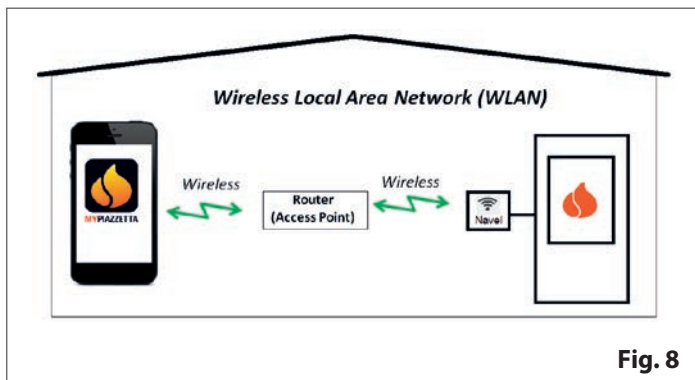 Wireless Local Area Network (WLAN)
MYPIAZZETTA
Wireless
Router
(Access Point)
Wireless
Navel
Fig. 8